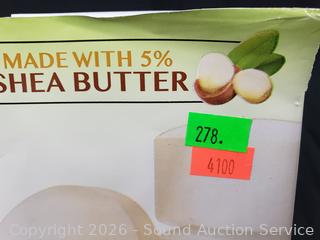 MADE WITH 5%
SHEA BUTTER
278.
4100
Copyright 2026 - Sound Auction Service